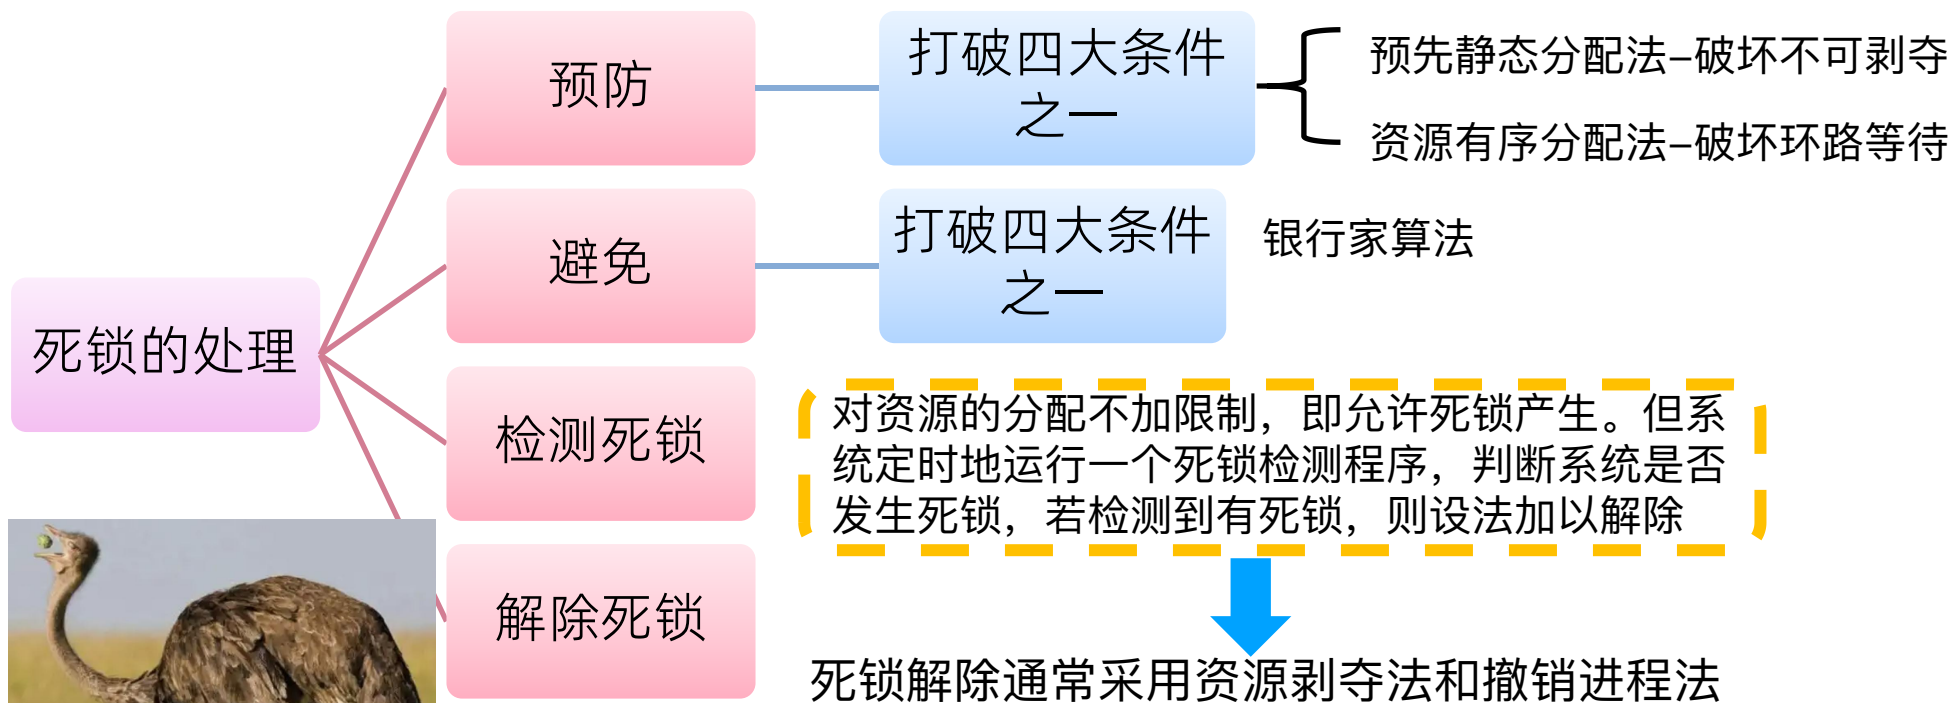 死锁的处理
预防
打破四大条件
之一
预先静态分配法–破坏不可剥夺
资源有序分配法–破坏环路等待
避免
打破四大条件
之一
银行家算法
检测死锁
对资源的分配不加限制，即允许死锁产生。但系
统定时地运行一个死锁检测程序，判断系统是否
发生死锁，若检测到有死锁，则设法加以解除
解除死锁
死锁解除通常采用资源剥夺法和撤销进程法